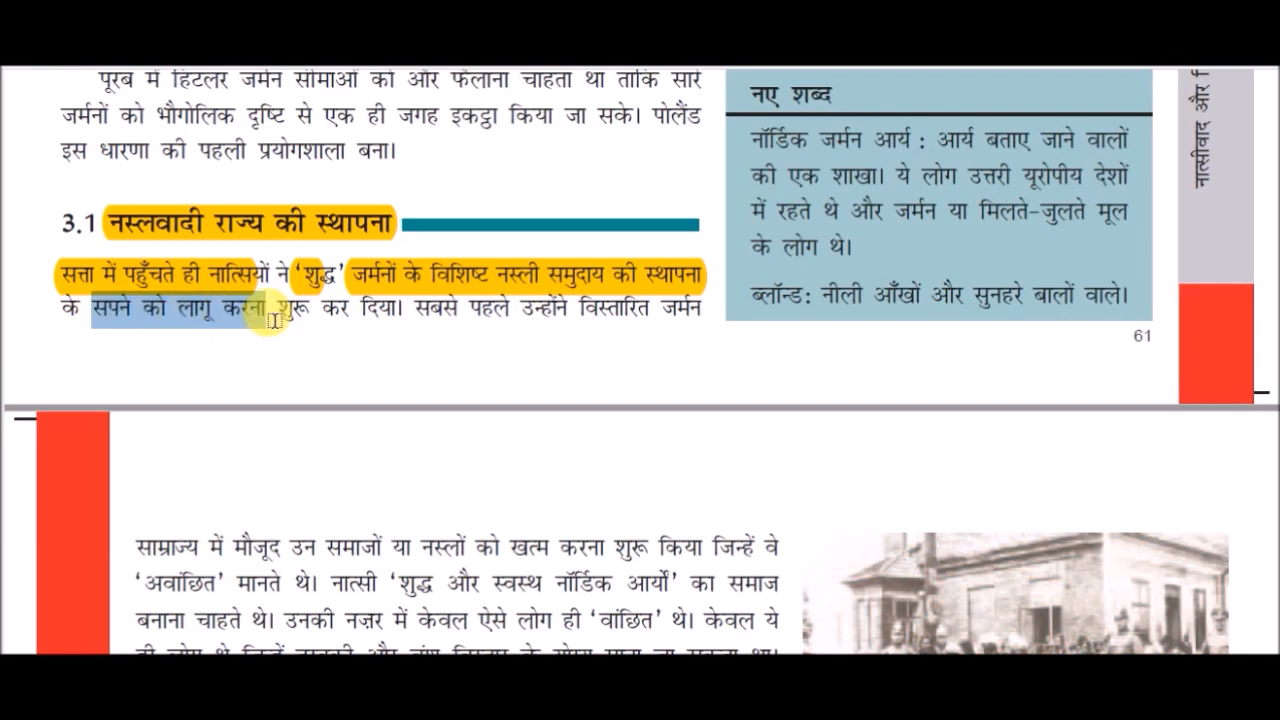 पूरब में हिटलर जर्मन सीमाओं को और फैलाना चाहता था ताकि सारे
जर्मनों को भौगोलिक दृष्टि से एक ही जगह इकट्ठा किया जा सके। पोलैंड
इस धारणा की पहली प्रयोगशाला बना।
3.1 नस्लवादी राज्य की स्थापना
सत्ता में पहुँचते ही नात्सियों ने ‘शुद्ध’ जर्मनों के विशिष्ट नस्ली समुदाय की स्थापना
के सपने को लागू करना शुरू कर दिया। सबसे पहले उन्होंने विस्तारित जर्मन
नए शब्द
नॉर्डिक जर्मन आर्य : आर्य बताए जाने वालों
की एक शाखा। ये लोग उत्तरी यूरोपीय देशों
में रहते थे और जर्मन या मिलते-जुलते मूल
के लोग थे।
ब्लॉन्ड : नीली आँखों और सुनहरे बालों वाले।
नात्सीवाद और
61
साम्राज्य में मौजूद उन समाजों या नस्लों को खत्म करना शुरू किया जिन्हें वे
‘अवांछित’ मानते थे। नात्सी ‘शुद्ध और स्वस्थ नॉर्डिक आर्यों’ का समाज
बनाना चाहते थे। उनकी नज़र में केवल ऐसे लोग ही ‘वांछित’ थे। केवल ये